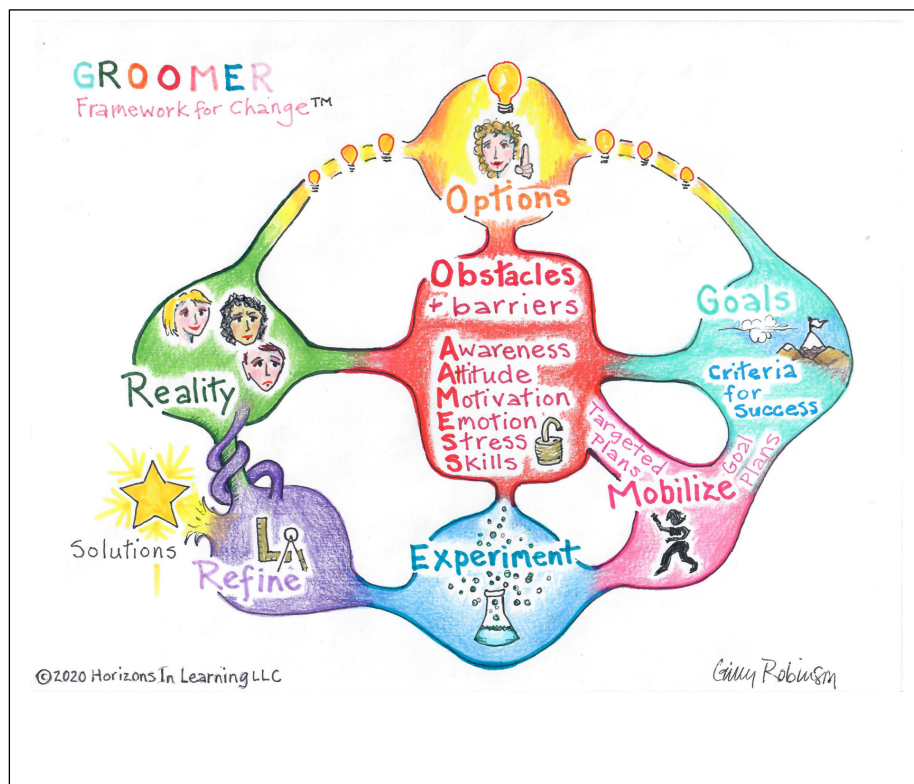 GROOMER
Framework for Change™
Options
Obstacles
+ barriers
Awareness
Attitude
Motivation
Emotion
Stress
Skills
Reality
Goals
Criteria
for
Success
Targeted
Plans
Goal
Plans
Mobilize
Experiment
Refine
Solutions
©2020 Horizons In Learning LLC
Ginny Robinson